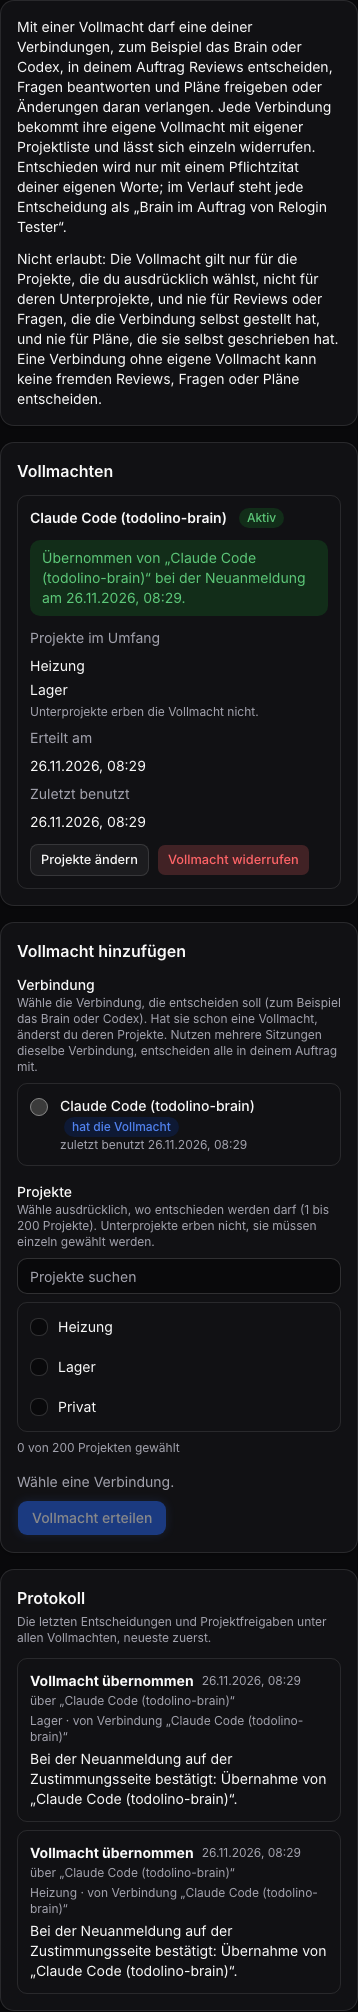 Mit einer Vollmacht darf eine deiner
Verbindungen, zum Beispiel das Brain oder
Codex, in deinem Auftrag Reviews entscheiden,
Fragen beantworten und Pläne freigeben oder
Änderungen daran verlangen. Jede Verbindung
bekommt ihre eigene Vollmacht mit eigener
Projektliste und lässt sich einzeln widerrufen.
Entschieden wird nur mit einem Pflichtzitat
deiner eigenen Worte; im Verlauf steht jede
Entscheidung als „Brain im Auftrag von Relogin
Tester“.
Nicht erlaubt: Die Vollmacht gilt nur für die
Projekte, die du ausdrücklich wählst, nicht für
deren Unterprojekte, und nie für Reviews oder
Fragen, die die Verbindung selbst gestellt hat,
und nie für Pläne, die sie selbst geschrieben hat.
Eine Verbindung ohne eigene Vollmacht kann
keine fremden Reviews, Fragen oder Pläne
entscheiden.
Vollmachten
Claude Code (todolino-brain) Aktiv
Übernommen von „Claude Code
(todolino-brain)“ bei der Neuanmeldung
am 26.11.2026, 08:29.
Projekte im Umfang
Heizung
Lager
Unterprojekte erben die Vollmacht nicht.
Erteilt am
26.11.2026, 08:29
Zuletzt benutzt
26.11.2026, 08:29
Projekte ändern Vollmacht widerrufen
Vollmacht hinzufügen
Verbindung
Wähle die Verbindung, die entscheiden soll (zum Beispiel
das Brain oder Codex). Hat sie schon eine Vollmacht,
änderst du deren Projekte. Nutzen mehrere Sitzungen
dieselbe Verbindung, entscheiden alle in deinem Auftrag
mit.
Claude Code (todolino-brain)
hat die Vollmacht
zuletzt benutzt 26.11.2026, 08:29
Projekte
Wähle ausdrücklich, wo entschieden werden darf (1 bis
200 Projekte). Unterprojekte erben nicht, sie müssen
einzeln gewählt werden.
Projekte suchen
Heizung
Lager
Privat
0 von 200 Projekten gewählt
Wähle eine Verbindung.
Vollmacht erteilen
Protokoll
Die letzten Entscheidungen und Projektfreigaben unter
allen Vollmachten, neueste zuerst.
Vollmacht übernommen 26.11.2026, 08:29
über „Claude Code (todolino-brain)“
Lager · von Verbindung „Claude Code (todolino-
brain)“
Bei der Neuanmeldung auf der
Zustimmungsseite bestätigt: Übernahme von
„Claude Code (todolino-brain)“.
Vollmacht übernommen 26.11.2026, 08:29
über „Claude Code (todolino-brain)“
Heizung · von Verbindung „Claude Code (todolino-
brain)“
Bei der Neuanmeldung auf der
Zustimmungsseite bestätigt: Übernahme von
„Claude Code (todolino-brain)“.